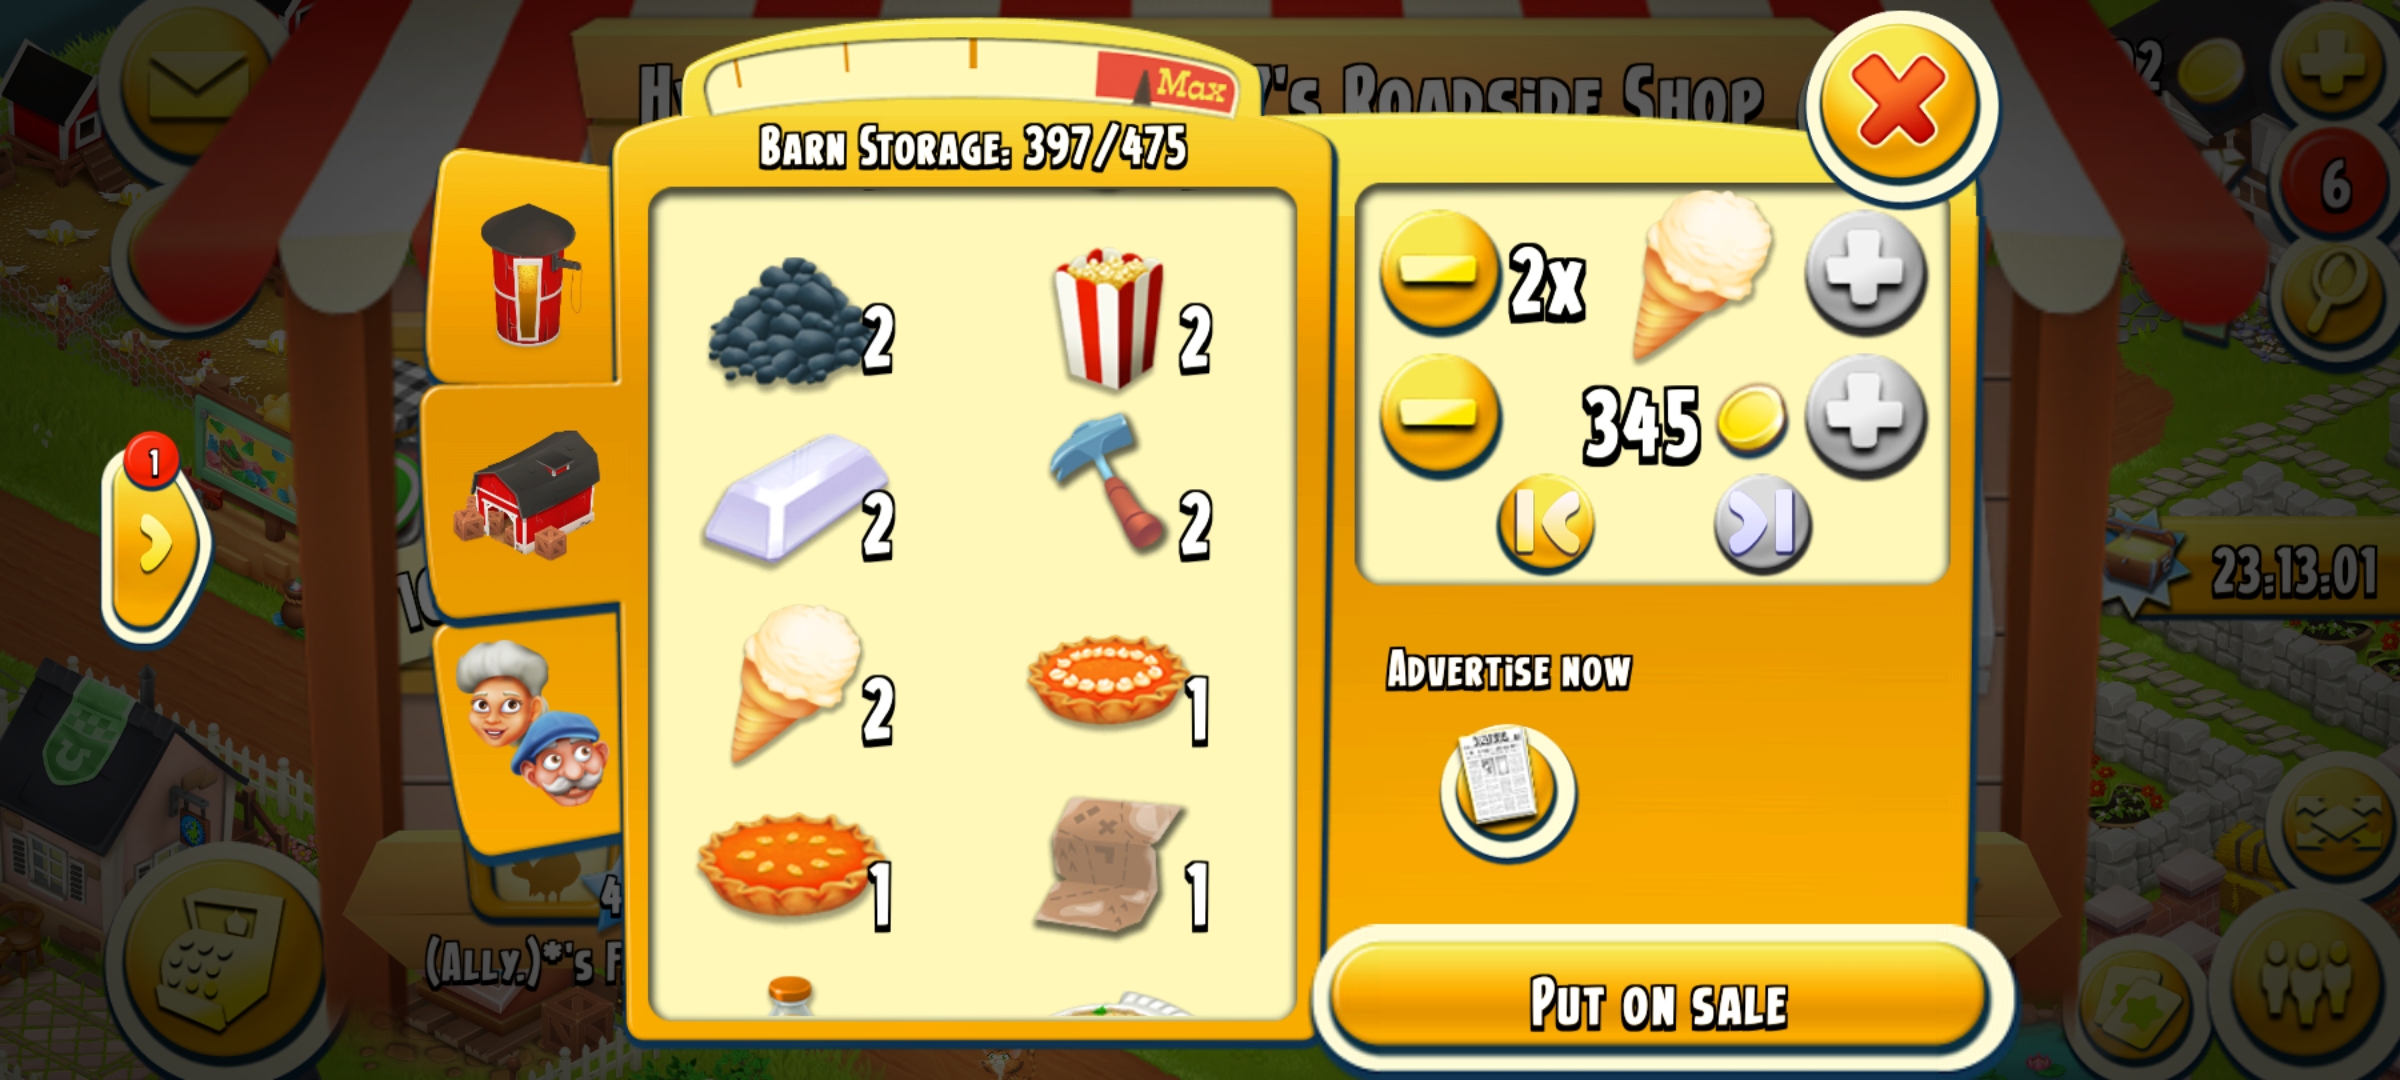 Max
's Roadside Shop
Barn Storage: 397/475
6
2
2
2x
345
1
2
2
23:13:01
2
1
Advertise now
1
1
(Ally.)*'s F
Put on sale